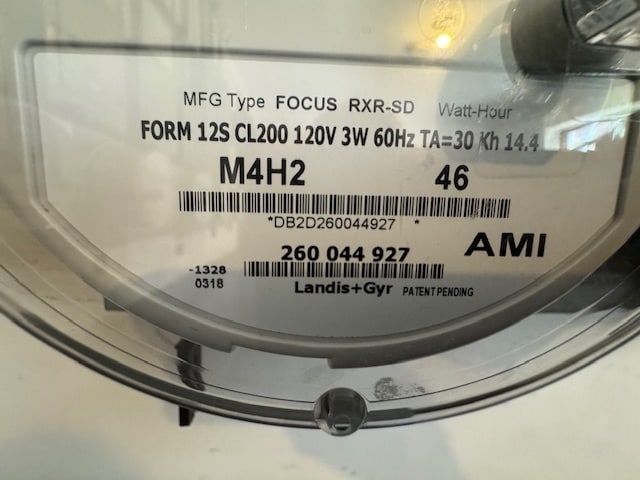 MFG Type FOCUS RXR-SD Watt-Hour
FORM 12S CL200 120V 3W 60Hz TA=30 Kh 14.4
M4H2 46
*DB2D260044927 *
260 044 927 AMI
-1328
0318 Landis+Gyr PATENT PENDING